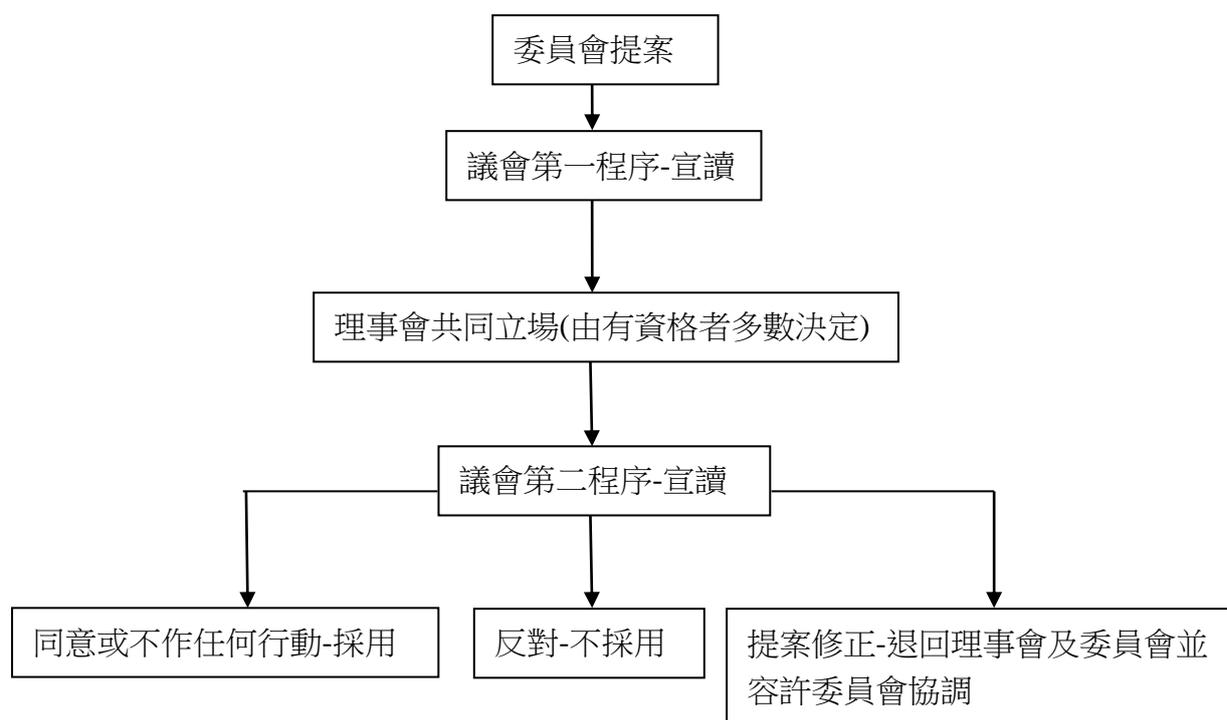 委員會提案
議會第一程序-宣讀
理事會共同立場(由有資格者多數決定)
議會第二程序-宣讀
同意或不作任何行動-採用
反對-不採用
提案修正-退回理事會及委員會並
容許委員會協調